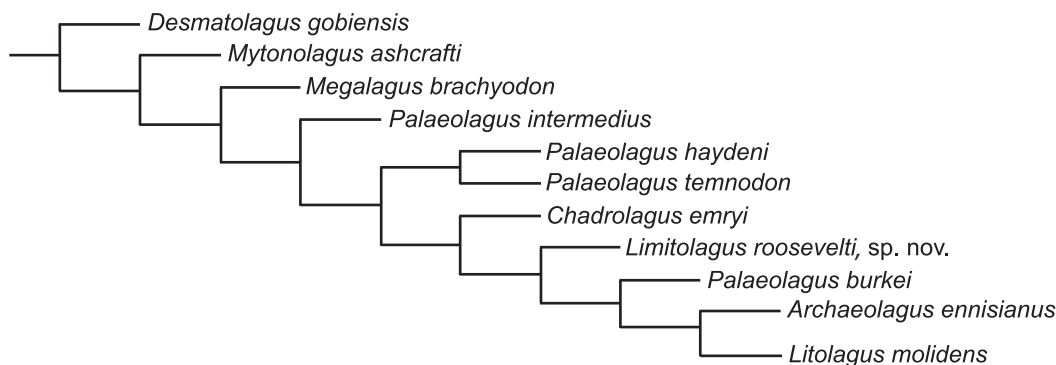 Desmatolagus gobiensis
Mytonolagus ashcrafti
Megalagus brachyodon
Palaeolagus intermedius
Palaeolagus haydeni
Palaeolagus temnodon
Chadrolagus emryi
Limitolagus roosevelti, sp. nov.
Palaeolagus burkei
Archaeolagus ennisianus
Litolagus molidens